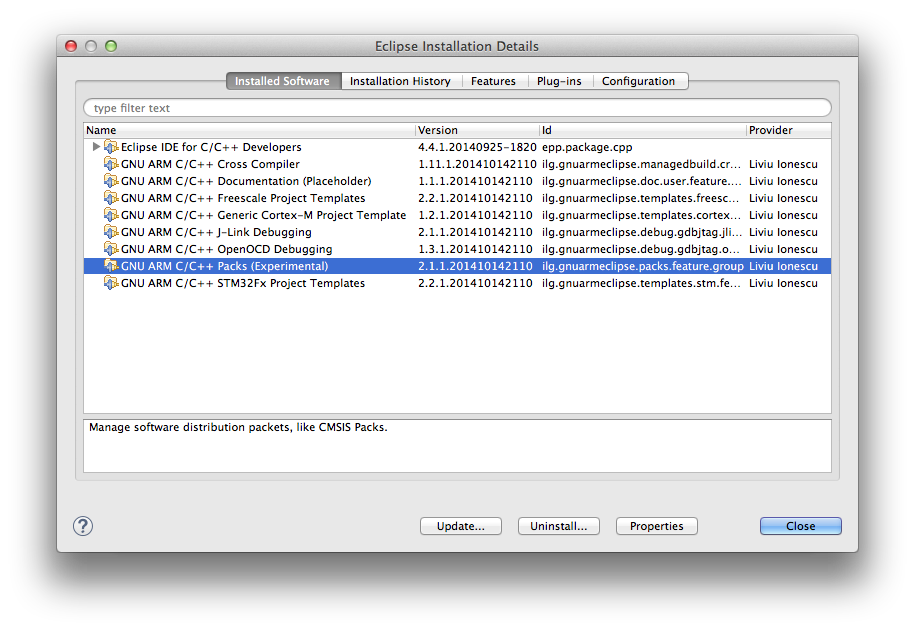 Eclipse Installation Details
Installed Software Installation History Features Plug-ins Configuration
type filter text
Name Version Id Provider
Eclipse IDE for C/C++ Developers 4.4.1.20140925-1820 epp.package.cpp
GNU ARM C/C++ Cross Compiler 1.11.1.201410142110 ilg.gnuarmeclipse.managedbuild.cr... Liviu Ionescu
GNU ARM C/C++ Documentation (Placeholder) 1.1.1.201410142110 ilg.gnuarmeclipse.doc.user.feature.... Liviu Ionescu
GNU ARM C/C++ Freescale Project Templates 2.2.1.201410142110 ilg.gnuarmeclipse.templates.freesc... Liviu Ionescu
GNU ARM C/C++ Generic Cortex-M Project Template 1.2.1.201410142110 ilg.gnuarmeclipse.templates.cortex... Liviu Ionescu
GNU ARM C/C++ J-Link Debugging 2.1.1.201410142110 ilg.gnuarmeclipse.debug.gdbjtag.jli... Liviu Ionescu
GNU ARM C/C++ OpenOCD Debugging 1.3.1.201410142110 ilg.gnuarmeclipse.debug.gdbjtag.o... Liviu Ionescu
GNU ARM C/C++ Packs (Experimental) 2.1.1.201410142110 ilg.gnuarmeclipse.packs.feature.group Liviu Ionescu
GNU ARM C/C++ STM32Fx Project Templates 2.2.1.201410142110 ilg.gnuarmeclipse.templates.stm.fe... Liviu Ionescu
Manage software distribution packets, like CMSIS Packs.
? Update... Uninstall... Properties Close